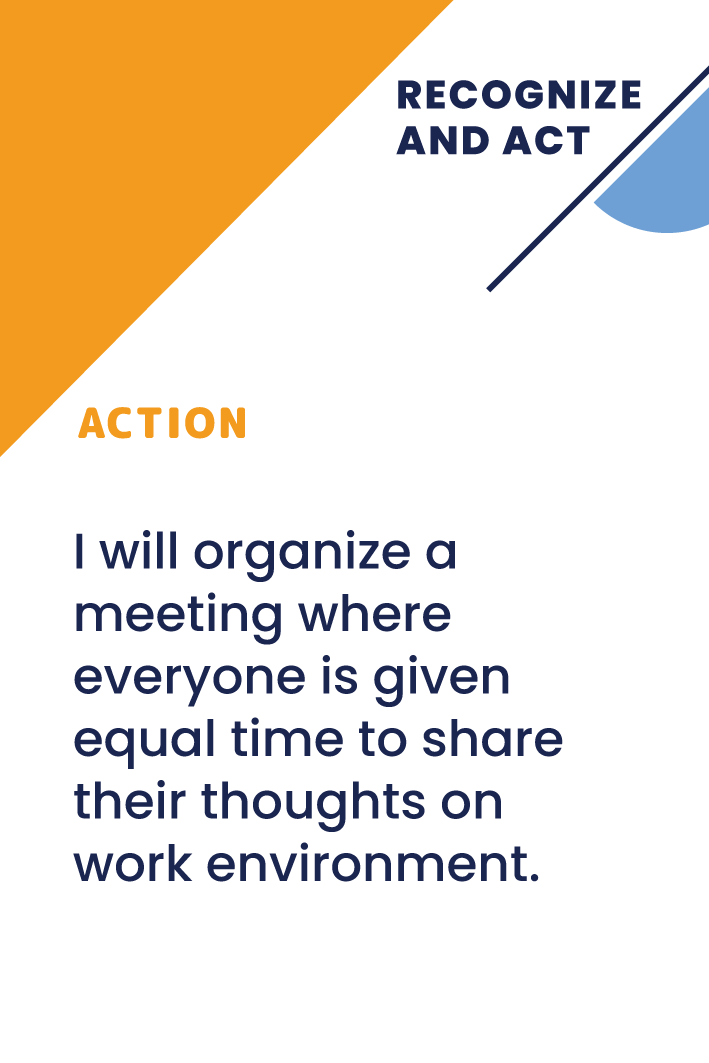 RECOGNIZE
AND ACT
ACTION
I will organize a
meeting where
everyone is given
equal time to share
their thoughts on
work environment.